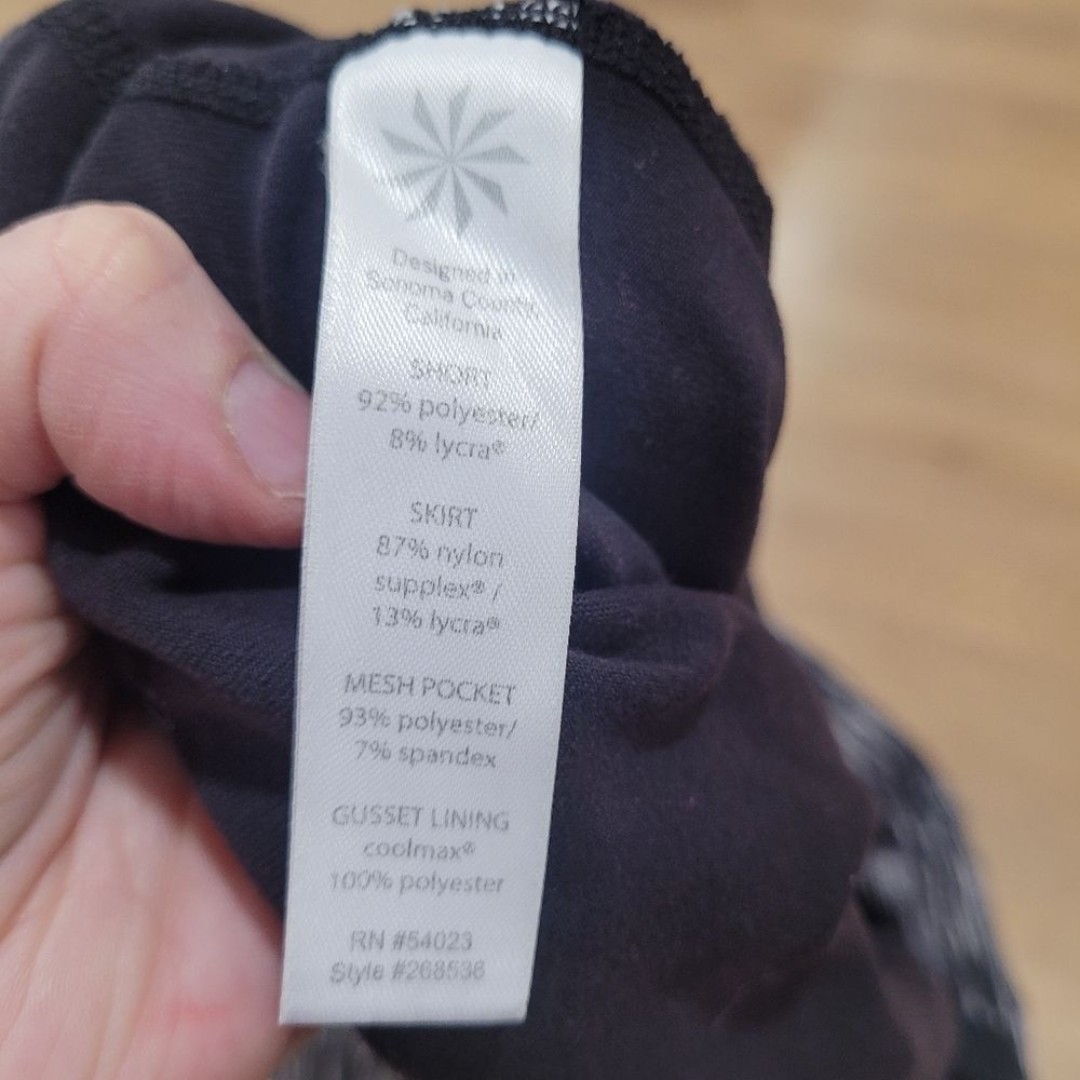 Designed in
Sonoma County,
California
SHORT
92% polyester/
8% lycra®
SKIRT
87% nylon
supplex® /
13% lycra®
MESH POCKET
93% polyester/
7% spandex
GUSSET LINING
coolmax®
100% polyester
RN #54023
Style #268536